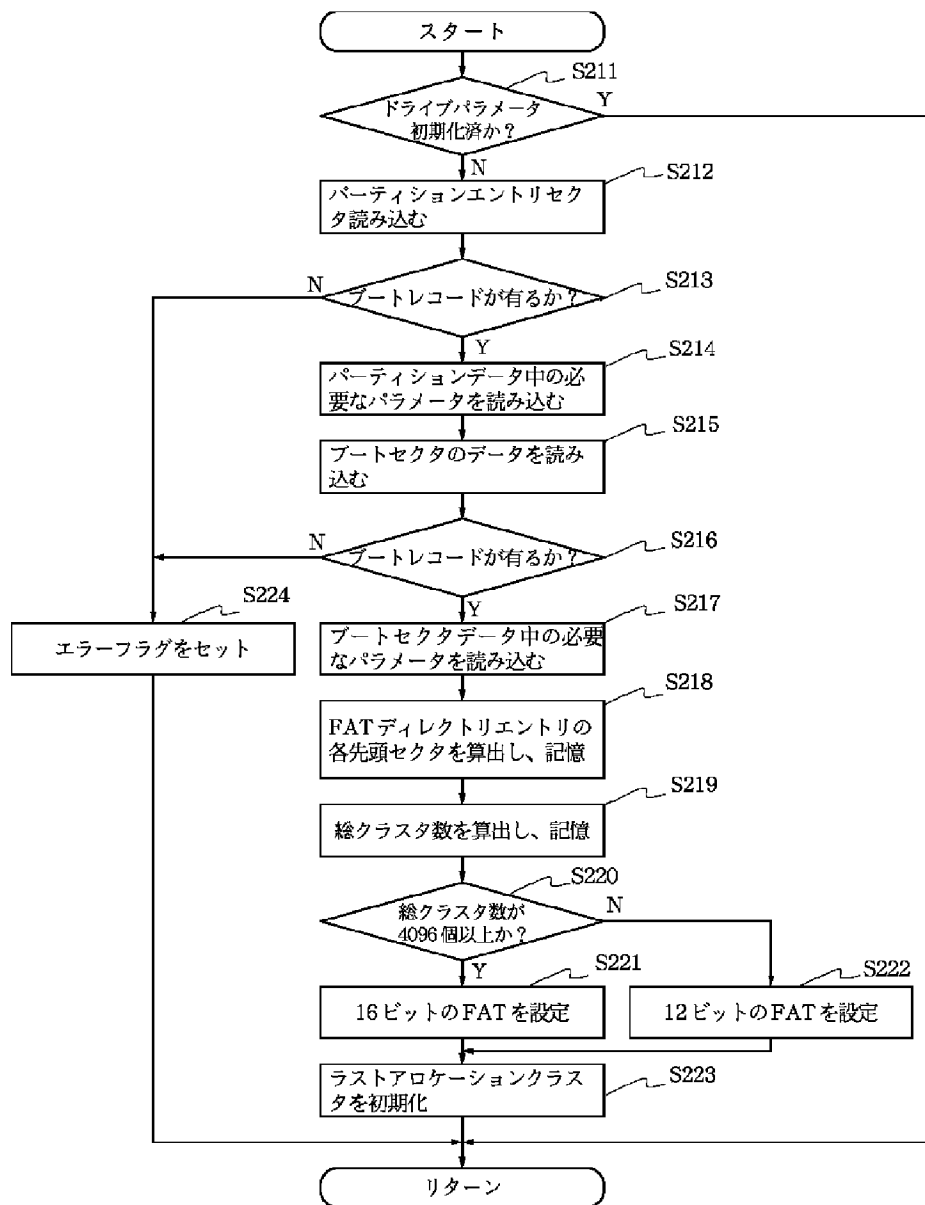 スタート
S211
ドライブパラメータ
初期化済か？
Y
N
S212
パーティションエントリセク
タ読み込む
S213
ブートレコードが有るか？
N
Y
S214
パーティションデータ中の必
要なパラメータを読み込む
S215
ブートセクタのデータを読み
込む
S216
ブートレコードが有るか？
N
Y
S224
エラーフラグをセット
S217
ブートセクタデータ中の必要
なパラメータを読み込む
S218
FATディレクトリエントリの
各先頭セクタを算出し、記憶
S219
総クラスタ数を算出し、記憶
S220
総クラスタ数が
4096個以上か？
N
Y
S221
16ビットのFATを設定
S222
12ビットのFATを設定
S223
ラストアロケーションクラス
タを初期化
リターン